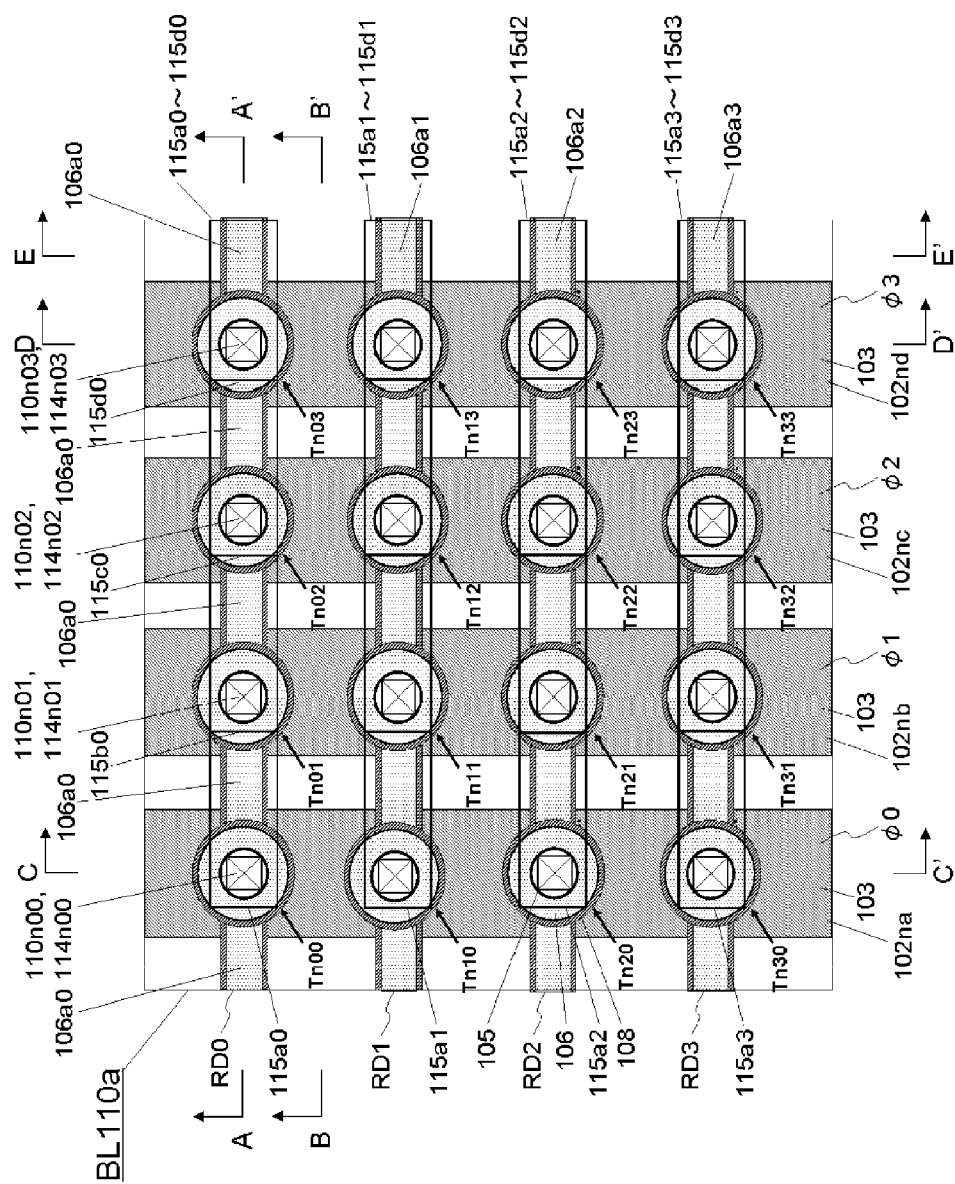 BL110a
106a0
110n00,
114n00
C
106a0
115b0
110n01,
114n01
106a0
115c0
110n02,
114n02
106a0
115d0
110n03,
114n03
D
E
106a0
115a0～115d0
A
A'
B
B'
RD0
115a0
Tn00
Tn01
Tn02
Tn03
115a1～115d1
106a1
RD1
115a1
Tn10
Tn11
Tn12
Tn13
115a2～115d2
106a2
105
RD2
106
115a2
108
Tn20
Tn21
Tn22
Tn23
115a3～115d3
106a3
RD3
115a3
Tn30
Tn31
Tn32
Tn33
102na
103
φ0
C'
102nb
103
φ1
102nc
103
φ2
102nd
103
φ3
D'
E'